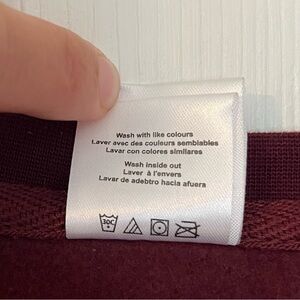 Wash with like colours
Laver avec des couleurs semblables
Lavar con colores similares
Wash inside out
Laver à l'envers
Lavar de adebtro hacia afuera
30C